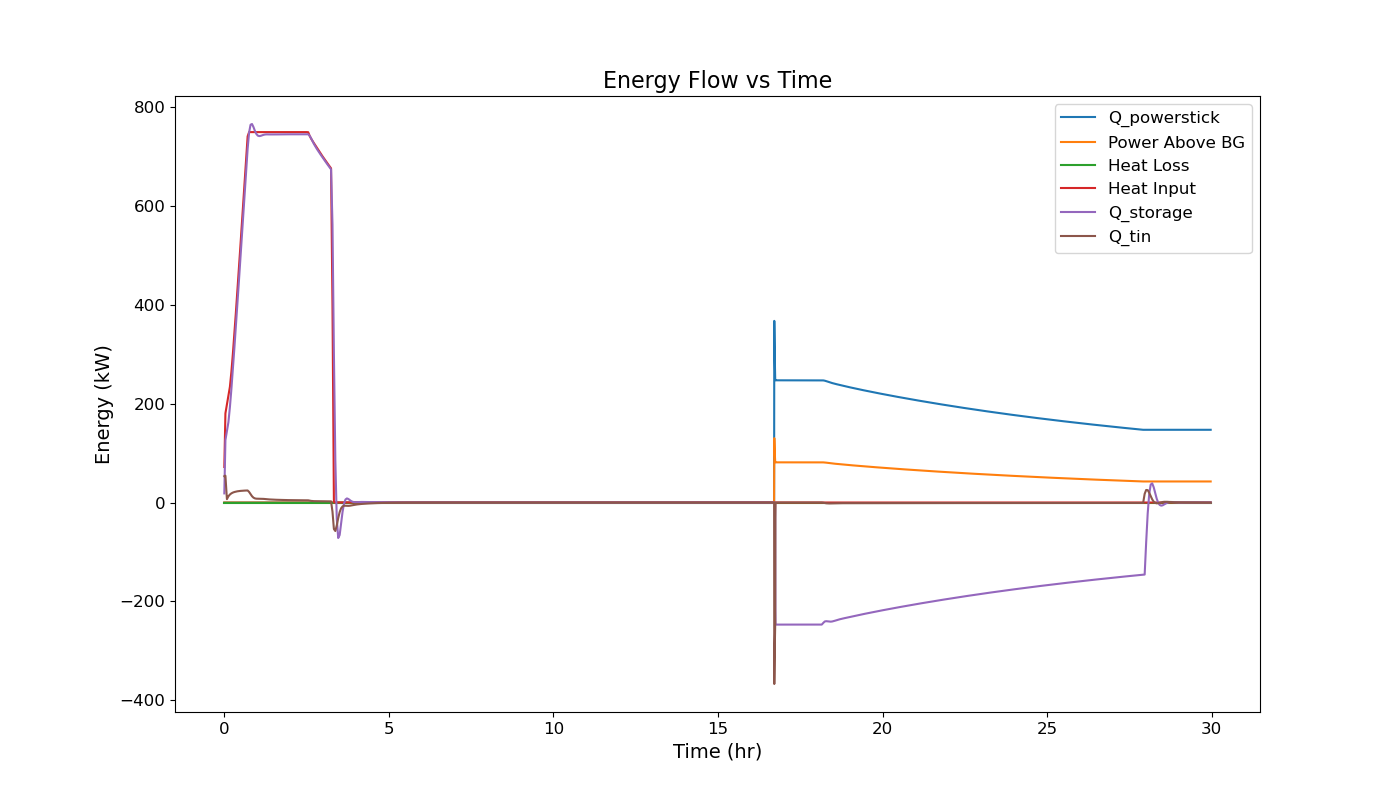 Energy Flow vs Time
Energy (kW)
800
600
400
200
0
−200
−400
Q_powerstick
Power Above BG
Heat Loss
Heat Input
Q_storage
Q_tin
0 5 10 15 20 25 30
Time (hr)